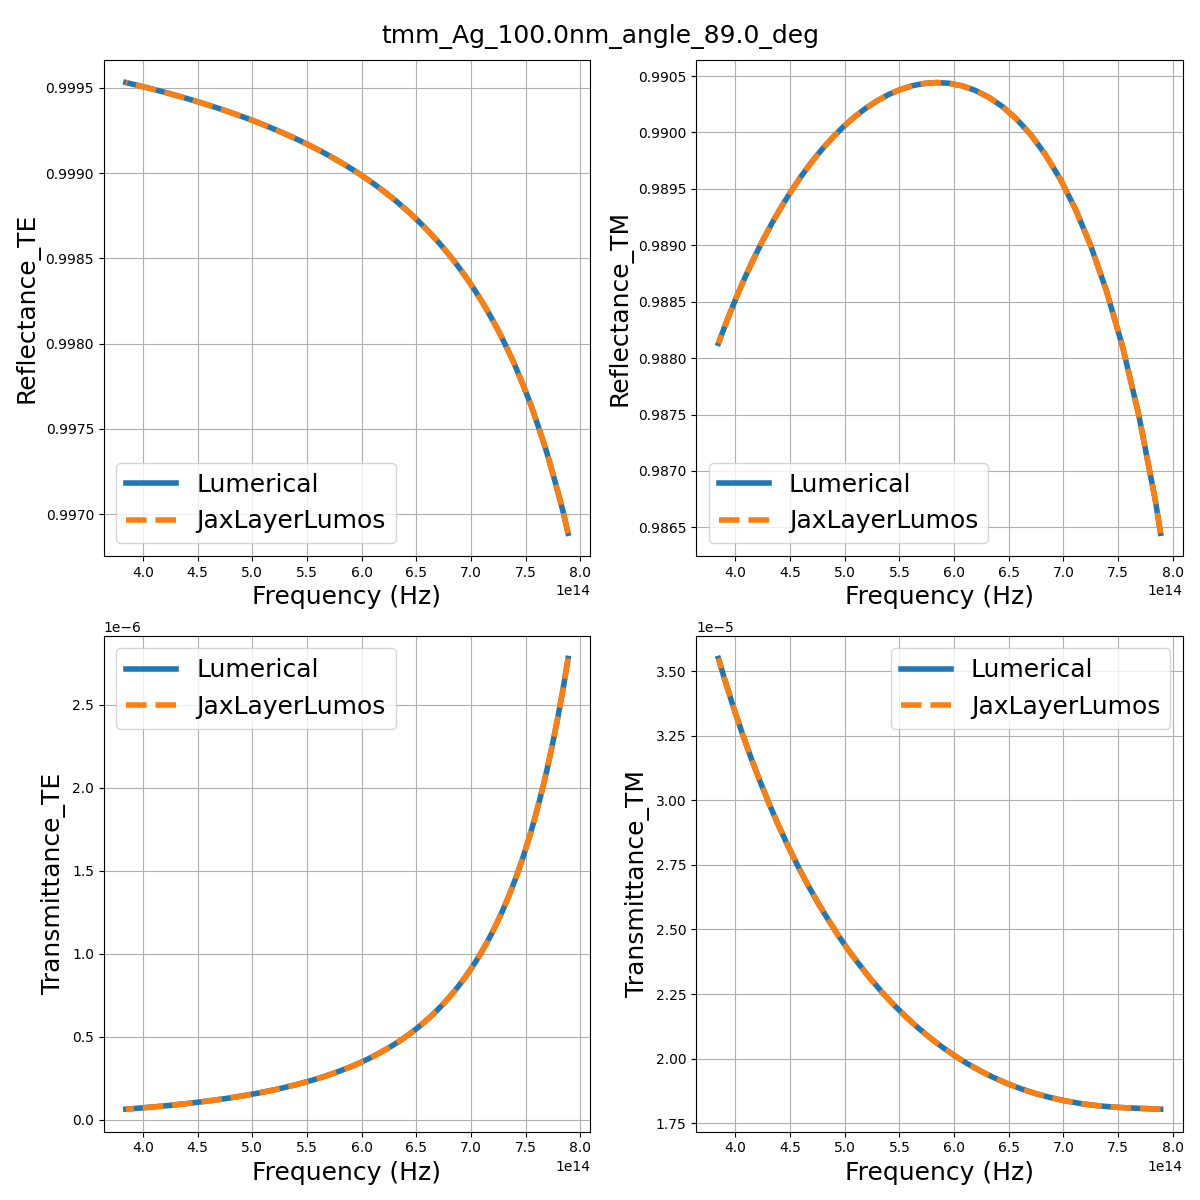 tmm_Ag_100.0nm_angle_89.0_deg
Reflectance_TE
0.9995
0.9990
0.9985
0.9980
0.9975
0.9970
Lumerical
JaxLayerLumos
4.0 4.5 5.0 5.5 6.0 6.5 7.0 7.5 8.0
1e14
Frequency (Hz)
Reflectance_TM
0.9905
0.9900
0.9895
0.9890
0.9885
0.9880
0.9875
0.9870
0.9865
Lumerical
JaxLayerLumos
4.0 4.5 5.0 5.5 6.0 6.5 7.0 7.5 8.0
1e14
Frequency (Hz)
1e−6
Transmittance_TE
2.5
2.0
1.5
1.0
0.5
0.0
Lumerical
JaxLayerLumos
4.0 4.5 5.0 5.5 6.0 6.5 7.0 7.5 8.0
1e14
Frequency (Hz)
1e−5
Transmittance_TM
3.50
3.25
3.00
2.75
2.50
2.25
2.00
1.75
Lumerical
JaxLayerLumos
4.0 4.5 5.0 5.5 6.0 6.5 7.0 7.5 8.0
1e14
Frequency (Hz)